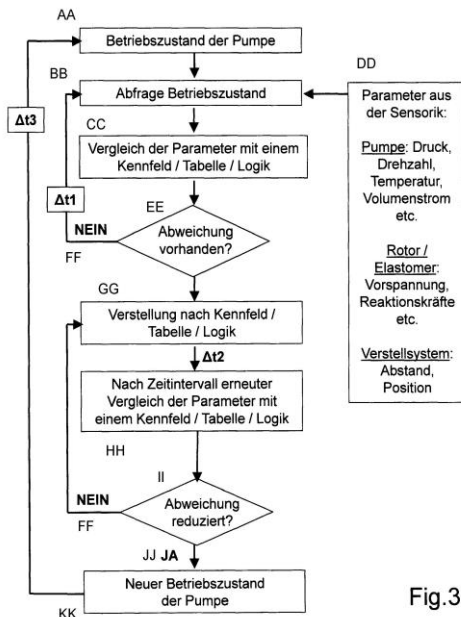 AA
Betriebszustand der Pumpe
BB
DD
Abfrage Betriebszustand
Δt3
CC
Vergleich der Parameter mit einem
Kennfeld / Tabelle / Logik
Δt1
EE
NEIN
Abweichung
vorhanden?
FF
Parameter aus
der Sensorik:
Pumpe: Druck,
Drehzahl,
Temperatur,
Volumenstrom
etc.
Rotor /
Elastomer:
Vorspannung,
Reaktionskräfte
etc.
Verstellsystem:
Abstand,
Position
GG
Verstellung nach Kennfeld /
Tabelle / Logik
Δt2
Nach Zeitintervall erneuter
Vergleich der Parameter mit
einem Kennfeld / Tabelle / Logik
HH
II
NEIN
Abweichung
reduziert?
FF
JJ JA
Neuer Betriebszustand
der Pumpe
KK
Fig.3